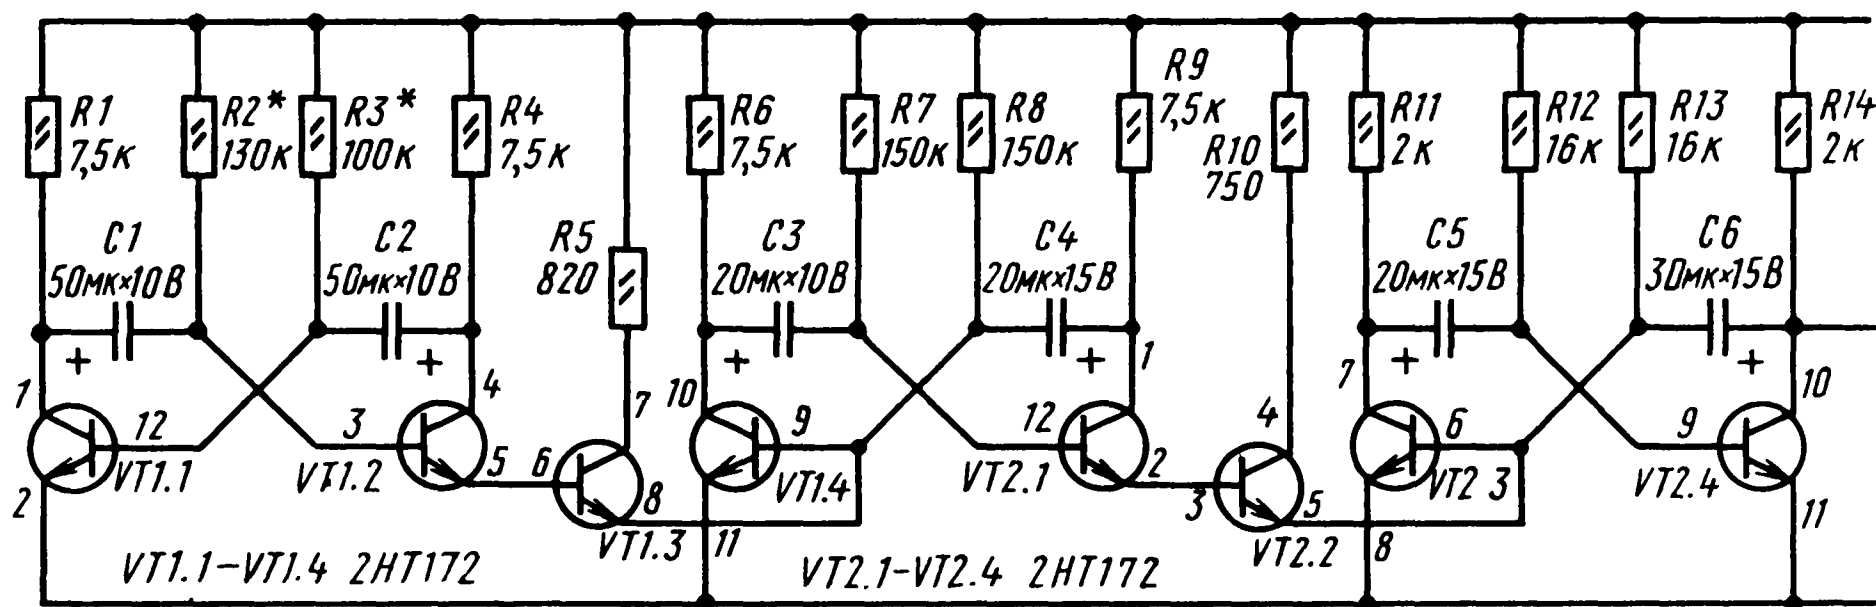 R1
7,5к
R2*
130к
R3*
100к
R4
7,5к
R5
820
R6
7,5к
R7
150к
R8
150к
R9
7,5к
R10
750
R11
2к
R12
16к
R13
16к
R14
2к
C1
50мк×10В
C2
50мк×10В
C3
20мк×10В
C4
20мк×15В
C5
20мк×15В
C6
30мк×15В
+
+
+
+
+
+
1
12
2
VT1.1
3
4
5
VT1.2
6
7
8
VT1.3
10
9
11
VT1.4
12
1
2
VT2.1
3
4
5
VT2.2
7
6
8
VT2 3
9
10
11
VT2.4
VT1.1–VT1.4 2НТ172
VT2.1–VT2.4 2НТ172